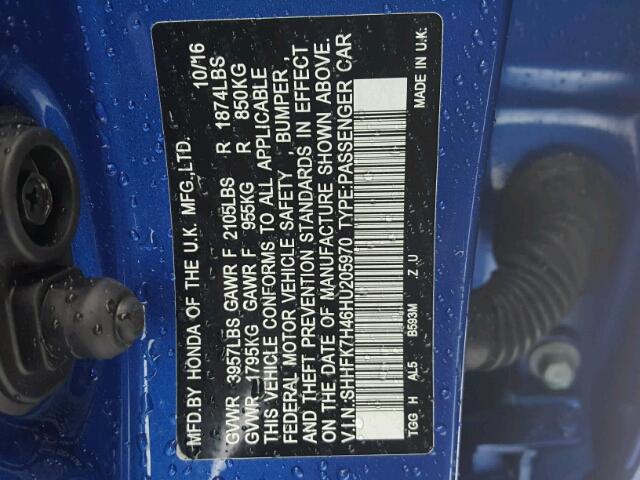 MFD.BY HONDA OF THE U.K. MFG.,LTD. 10/16
GVWR 3957LBS GAWR F 2105LBS R 1874LBS
GVWR 1795KG GAWR F 955KG R 850KG
THIS VEHICLE CONFORMS TO ALL APPLICABLE
FEDERAL MOTOR VEHICLE SAFETY , BUMPER ,
AND THEFT PREVENTION STANDARDS IN EFFECT
ON THE DATE OF MANUFACTURE SHOWN ABOVE.
V.I.N.:SHHFK7H46HU205970 TYPE:PASSENGER CAR
TGG H AL5 B593M Z U MADE IN U.K.